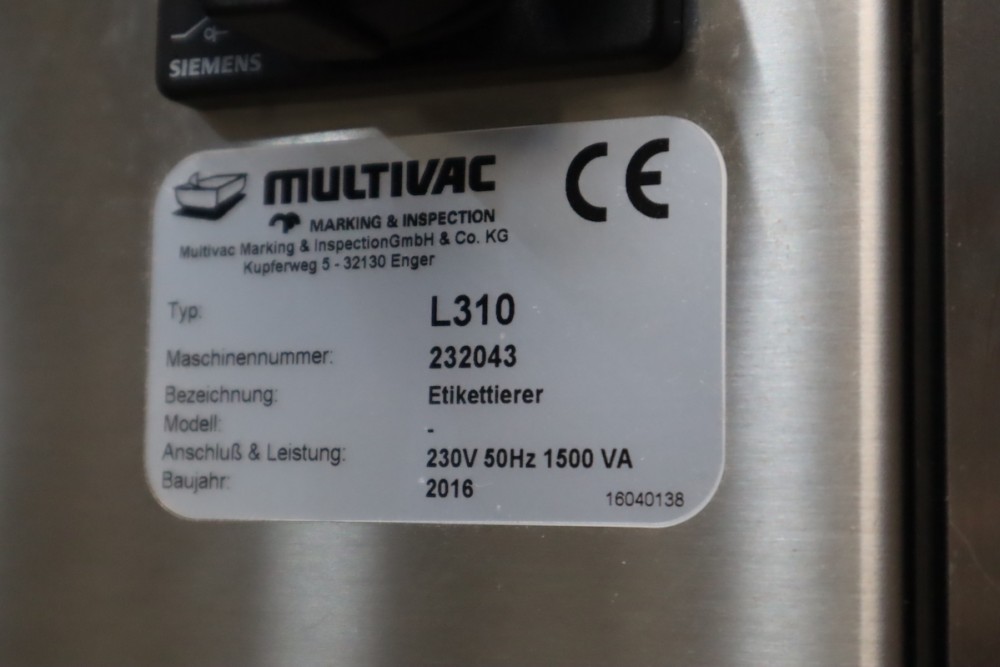 SIEMENS
MULTIVAC
MARKING & INSPECTION
CE
Multivac Marking & InspectionGmbH & Co. KG
Kupferweg 5 - 32130 Enger
Typ: L310
Maschinennummer: 232043
Bezeichnung: Etikettierer
Modell: -
Anschluß & Leistung: 230V 50Hz 1500 VA
Baujahr: 2016
16040138